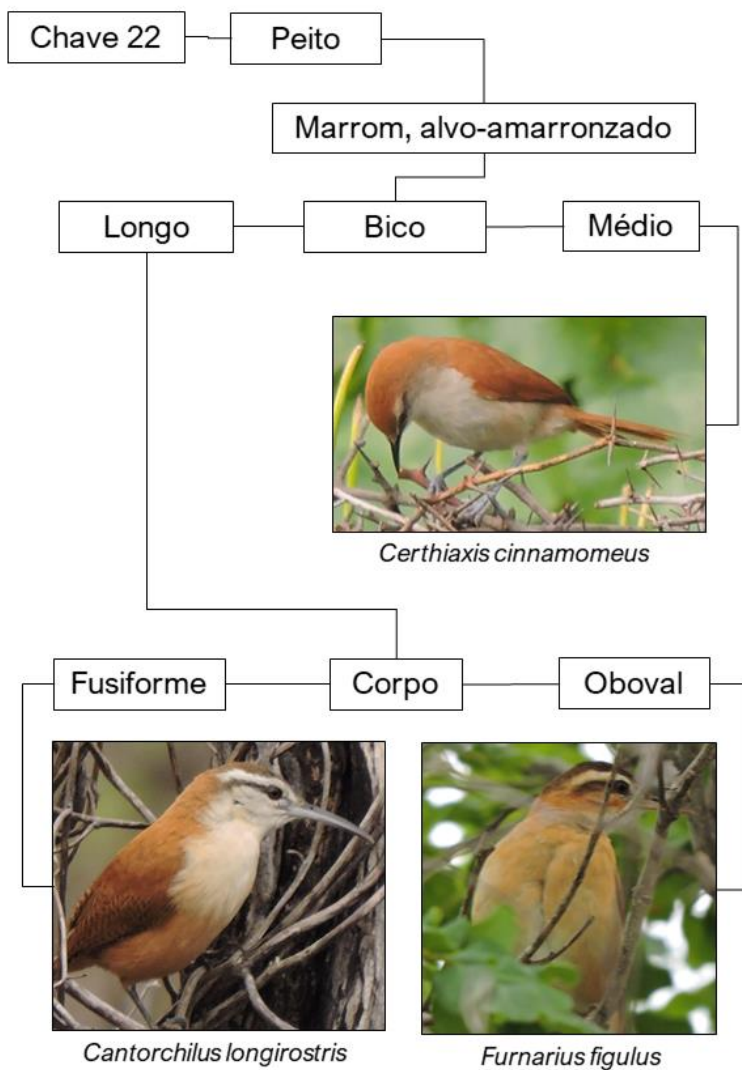 Chave 22
Peito
Marrom, alvo-amarronzado
Longo
Bico
Médio
Certhiaxis cinnamomeus
Fusiforme
Corpo
Oboval
Cantorchilus longirostris
Furnarius figulus